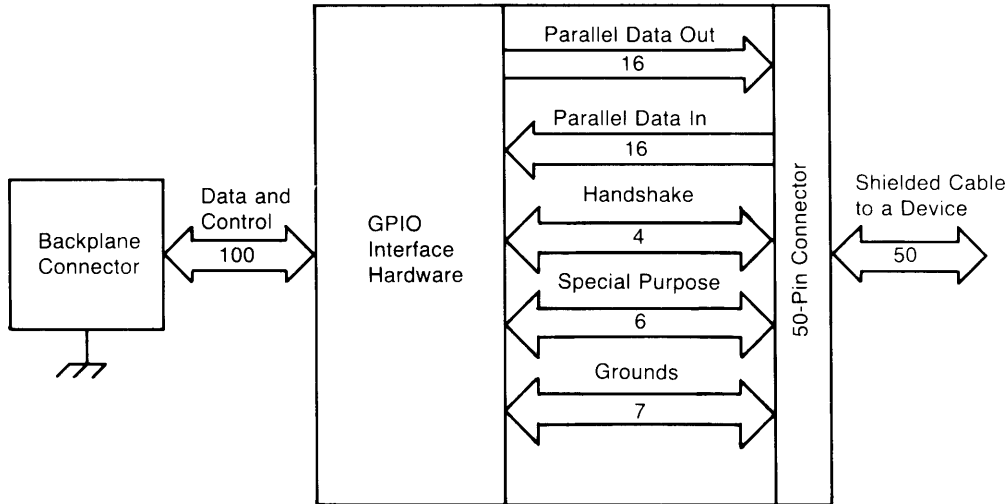 Parallel Data Out
16
Parallel Data In
16
Data and
Control
100
Backplane
Connector
GPIO
Interface
Hardware
Handshake
4
Special Purpose
6
Grounds
7
50-Pin Connector
Shielded Cable
to a Device
50